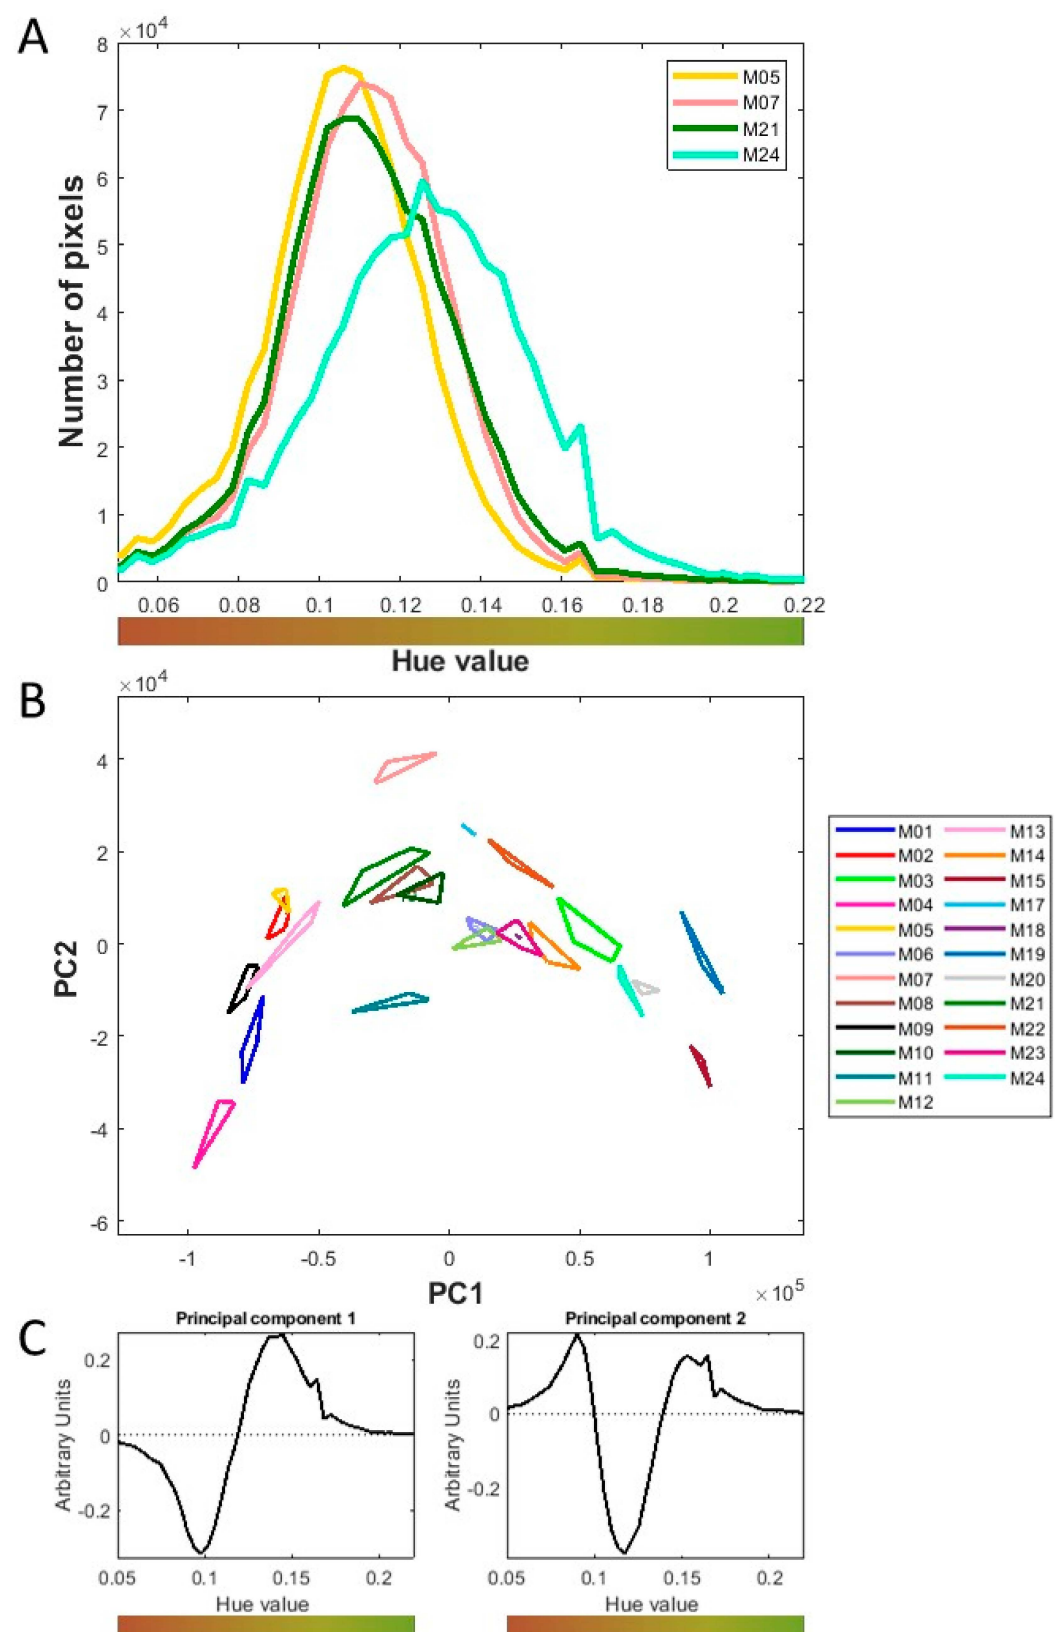 A
×10⁴
8
7
6
5
4
3
2
1
0
Number of pixels
M05
M07
M21
M24
0.06 0.08 0.1 0.12 0.14 0.16 0.18 0.2 0.22
Hue value
B
×10⁴
4
2
0
-2
-4
-6
PC2
-1 -0.5 0 0.5 1
PC1
×10⁵
M01 M13
M02 M14
M03 M15
M04 M17
M05 M18
M06 M19
M07 M20
M08 M21
M09 M22
M10 M23
M11 M24
M12
C
Principal component 1
0.2
0
-0.2
Arbitrary Units
0.05 0.1 0.15 0.2
Hue value
Principal component 2
0.2
0
-0.2
Arbitrary Units
0.05 0.1 0.15 0.2
Hue value